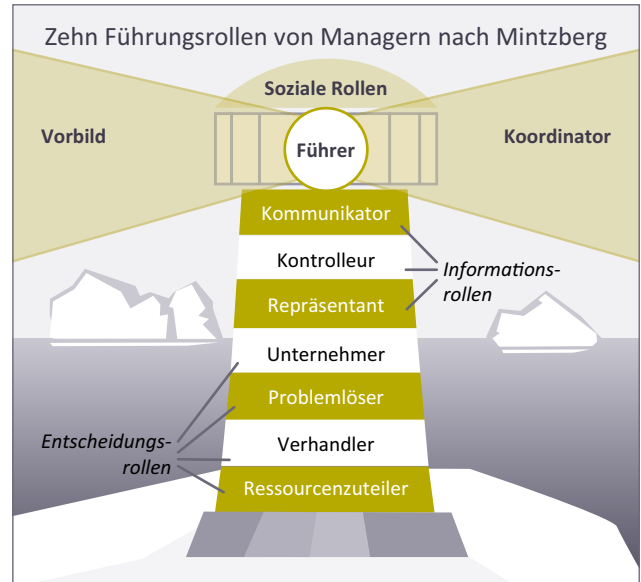 Zehn Führungsrollen von Managern nach Mintzberg
Soziale Rollen
Vorbild
Führer
Koordinator
Kommunikator
Kontrolleur
Informations-
rollen
Repräsentant
Unternehmer
Problemlöser
Entscheidungs-
rollen
Verhandler
Ressourcenzuteiler